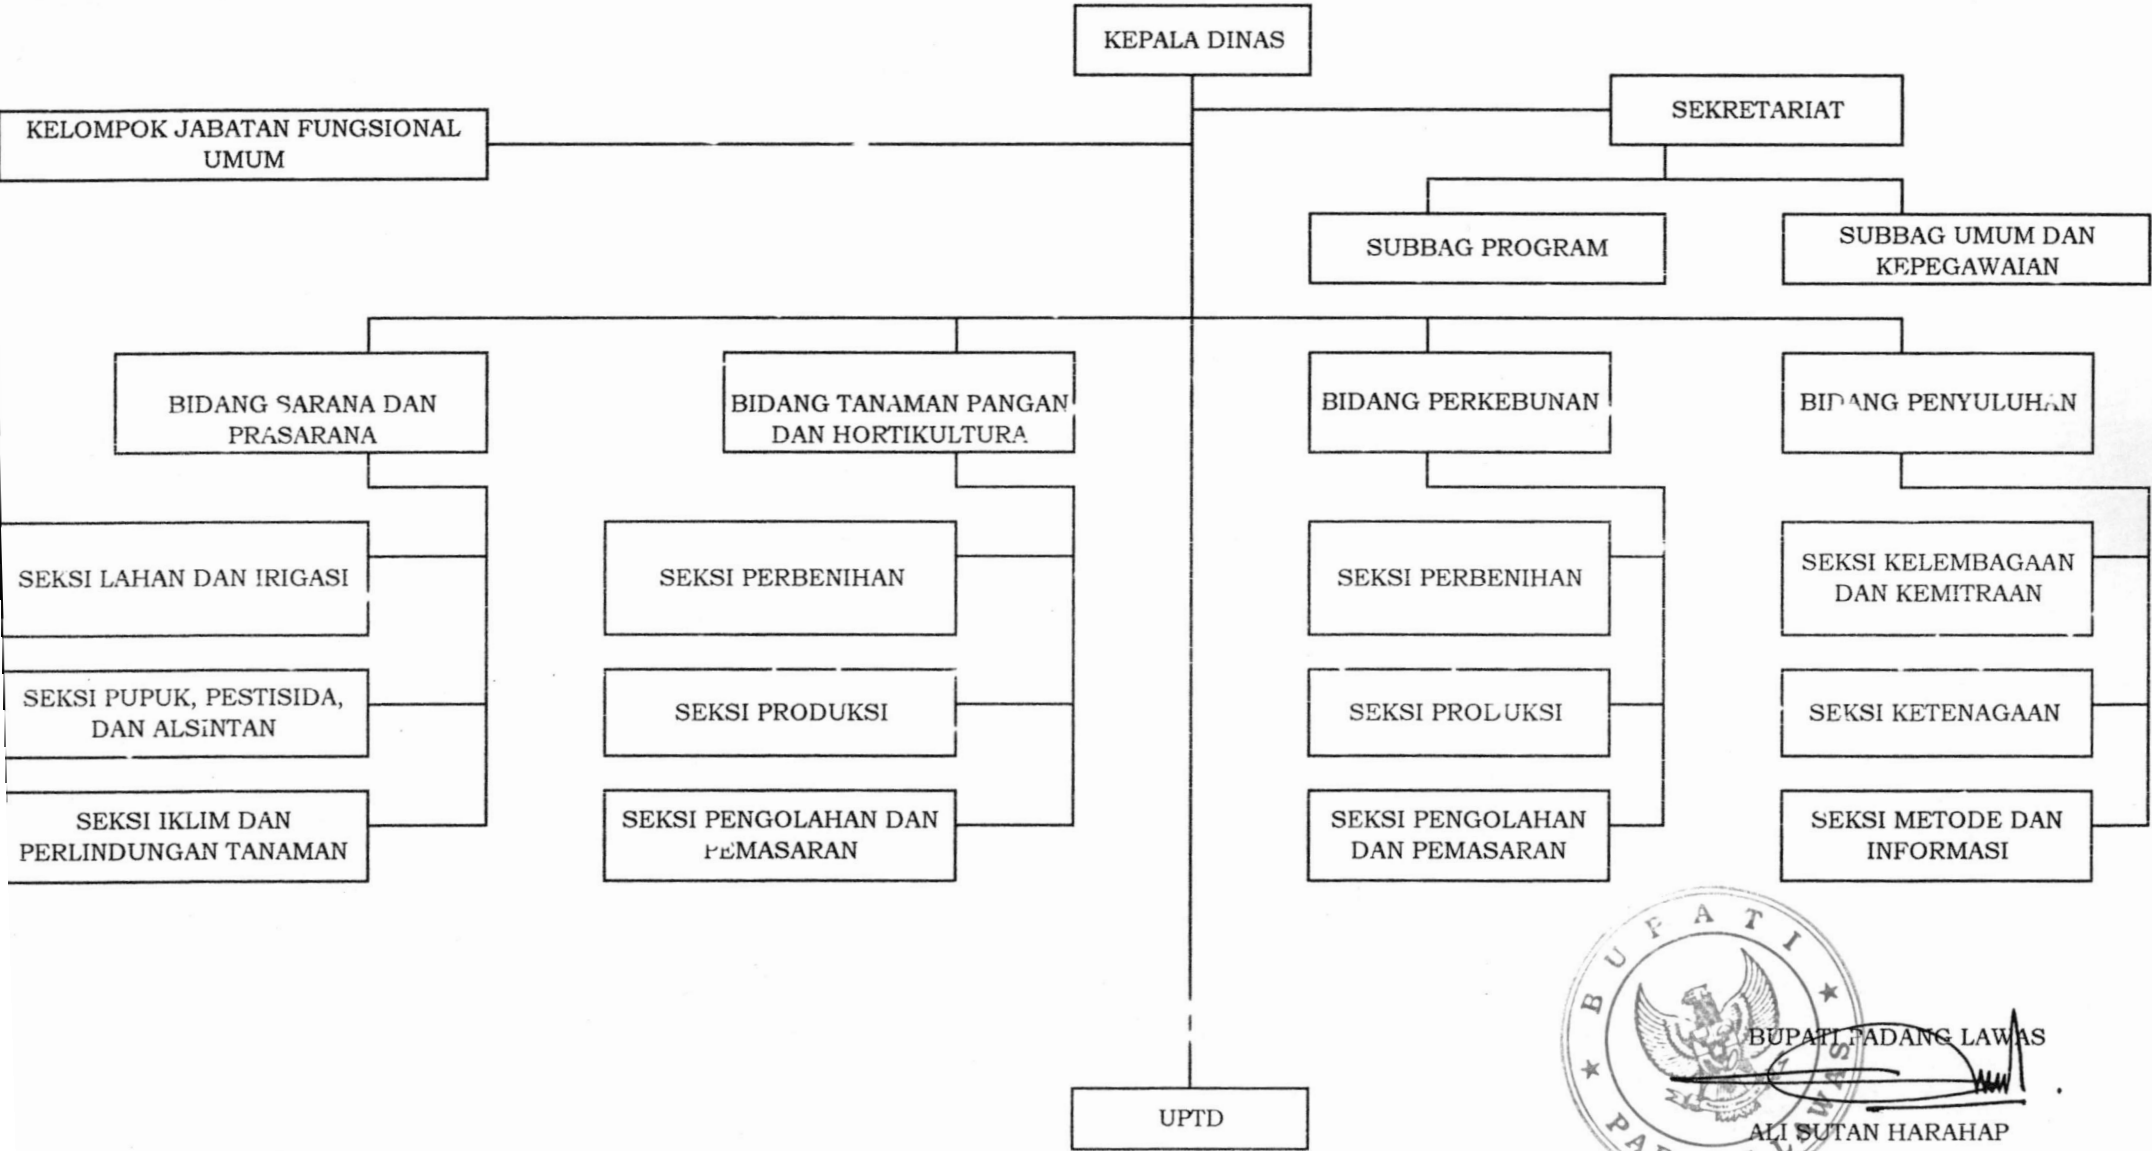 KEPALA DINAS
SEKRETARIAT
KELOMPOK JABATAN FUNGSIONAL
UMUM
SUBBAG PROGRAM
SUBBAG UMUM DAN
KEPEGAWAIAN
BIDANG SARANA DAN
PRASARANA
BIDANG TANAMAN PANGAN
DAN HORTIKULTURA
BIDANG PERKEBUNAN
BIDANG PENYULUHAN
SEKSI LAHAN DAN IRIGASI
SEKSI PERBENIHAN
SEKSI PERBENIHAN
SEKSI KELEMBAGAAN
DAN KEMITRAAN
SEKSI PUPUK, PESTISIDA,
DAN ALSINTAN
SEKSI PRODUKSI
SEKSI PRODUKSI
SEKSI KETENAGAAN
SEKSI IKLIM DAN
PERLINDUNGAN TANAMAN
SEKSI PENGOLAHAN DAN
PEMASARAN
SEKSI PENGOLAHAN
DAN PEMASARAN
SEKSI METODE DAN
INFORMASI
UPTD
BUPATI
BUPATI PADANG LAWAS
ALI SUTAN HARAHAP